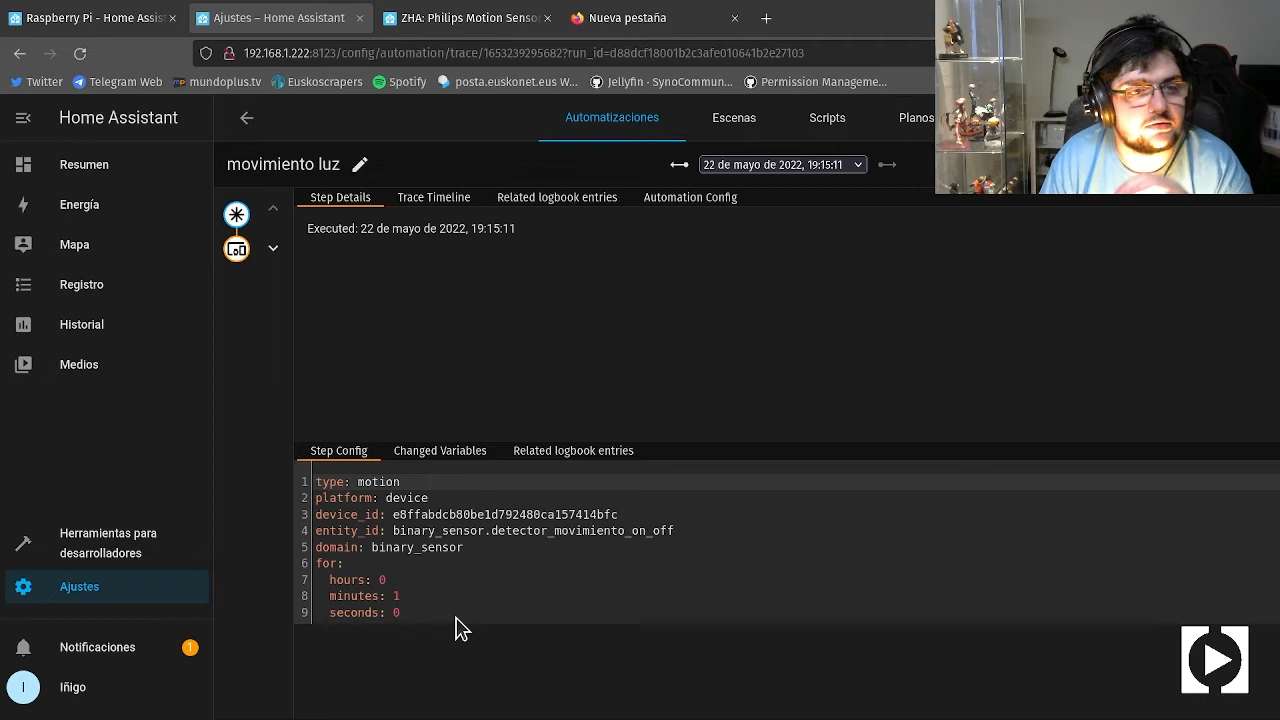 Raspberry Pi - Home Assist
Ajustes – Home Assistant
ZHA: Philips Motion Senso
Nueva pestaña
192.168.1.222:8123/config/automation/trace/1653239295682?run_id=d88dcf18001b2c3afe010641b2e27103
Twitter
Telegram Web
mundoplus.tv
Euskoscrapers
Spotify
posta.euskonet.eus W…
Jellyfin · SynoCommun…
Permission Manageme…
Home Assistant
Automatizaciones
Escenas
Scripts
Planos
Resumen
Energía
Mapa
Registro
Historial
Medios
Herramientas para
desarrolladores
Ajustes
Notificaciones
1
I
Iñigo
movimiento luz
22 de mayo de 2022, 19:15:11
Step Details
Trace Timeline
Related logbook entries
Automation Config
Executed: 22 de mayo de 2022, 19:15:11
Step Config
Changed Variables
Related logbook entries
1 type: motion
2 platform: device
3 device_id: e8ffabdcb80be1d792480ca157414bfc
4 entity_id: binary_sensor.detector_movimiento_on_off
5 domain: binary_sensor
6 for:
7 hours: 0
8 minutes: 1
9 seconds: 0